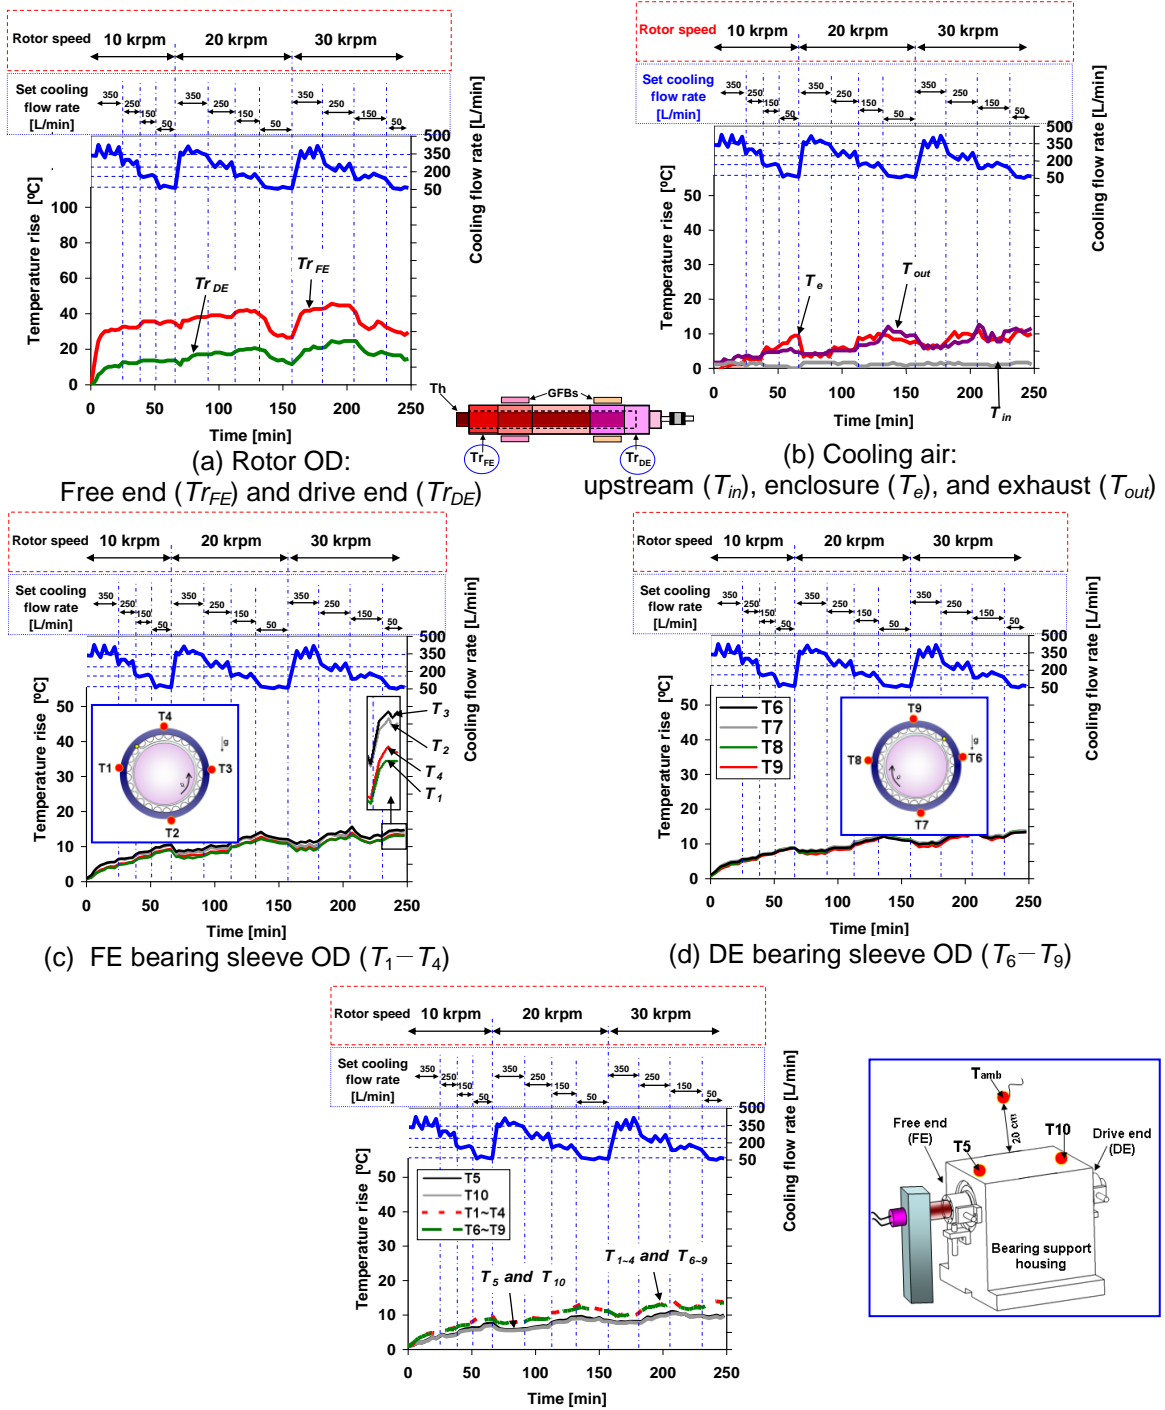 Rotor speed 10 krpm 20 krpm 30 krpm
Set cooling flow rate [L/min]
350 250 150 50 350 250 150 50 350 250 150 50
Cooling flow rate [L/min]
500 350 200 50
Temperature rise [ºC]
100 80 60 40 20 0
Tr FE
Tr DE
0 50 100 150 200 250
Time [min]
(a) Rotor OD:
Free end (TrFE) and drive end (TrDE)
Th
GFBs
TrFE
TrDE
Rotor speed 10 krpm 20 krpm 30 krpm
Set cooling flow rate [L/min]
350 250 150 50 350 250 150 50 350 250 150 50
Cooling flow rate [L/min]
500 350 200 50
Temperature rise [ºC]
50 40 30 20 10 0
Te
Tout
Tin
0 50 100 150 200 250
Time [min]
(b) Cooling air:
upstream (Tin), enclosure (Te), and exhaust (Tout)
Rotor speed 10 krpm 20 krpm 30 krpm
Set cooling flow rate [L/min]
350 250 150 50 350 250 150 50 350 250 150 50
Cooling flow rate [L/min]
500 350 200 50
Temperature rise [ºC]
50 40 30 20 10 0
T4
g
T1
T3
T2
T3
T2
T4
T1
0 50 100 150 200 250
Time [min]
(c) FE bearing sleeve OD (T1–T4)
Rotor speed 10 krpm 20 krpm 30 krpm
Set cooling flow rate [L/min]
350 250 150 50 350 250 150 50 350 250 150 50
Cooling flow rate [L/min]
500 350 200 50
Temperature rise [ºC]
50 40 30 20 10 0
T6
T7
T8
T9
T9
g
T8
T6
T7
0 50 100 150 200 250
Time [min]
(d) DE bearing sleeve OD (T6–T9)
Rotor speed 10 krpm 20 krpm 30 krpm
Set cooling flow rate [L/min]
350 250 150 50 350 250 150 50 350 250 150 50
Cooling flow rate [L/min]
500 350 200 50
Temperature rise [ºC]
50 40 30 20 10 0
T5
T10
T1~T4
T6~T9
T5 and T10
T1~4 and T6~9
0 50 100 150 200 250
Time [min]
Tamb
20 cm
Free end (FE)
T5
T10
Drive end (DE)
Bearing support housing